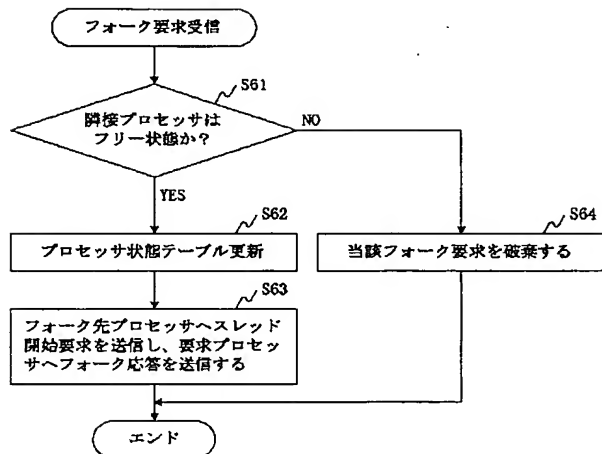 フォーク要求受信
S61
隣接プロセッサは
フリー状態か？
NO
YES
S62
プロセッサ状態テーブル更新
S64
当該フォーク要求を破棄する
S63
フォーク先プロセッサへスレッド
開始要求を送信し、要求プロセッ
サへフォーク応答を送信する
エンド